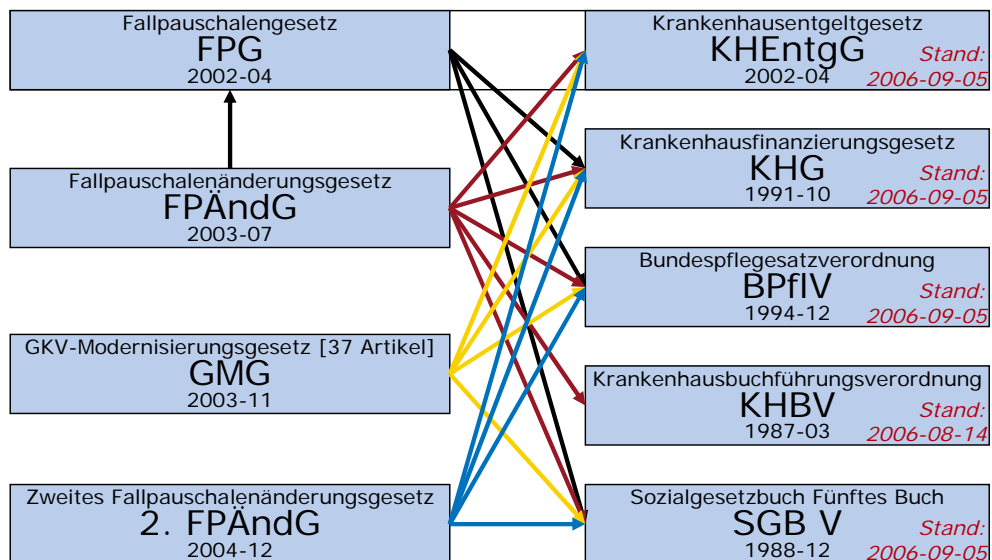 Fallpauschalengesetz
FPG
2002-04
Fallpauschalenänderungsgesetz
FPÄndG
2003-07
GKV-Modernisierungsgesetz [37 Artikel]
GMG
2003-11
Zweites Fallpauschalenänderungsgesetz
2. FPÄndG
2004-12
Krankenhausentgeltgesetz
KHEntgG
2002-04
Stand:
2006-09-05
Krankenhausfinanzierungsgesetz
KHG
1991-10
Stand:
2006-09-05
Bundespflegesatzverordnung
BPflV
1994-12
Stand:
2006-09-05
Krankenhausbuchführungsverordnung
KHBV
1987-03
Stand:
2006-08-14
Sozialgesetzbuch Fünftes Buch
SGB V
1988-12
Stand:
2006-09-05